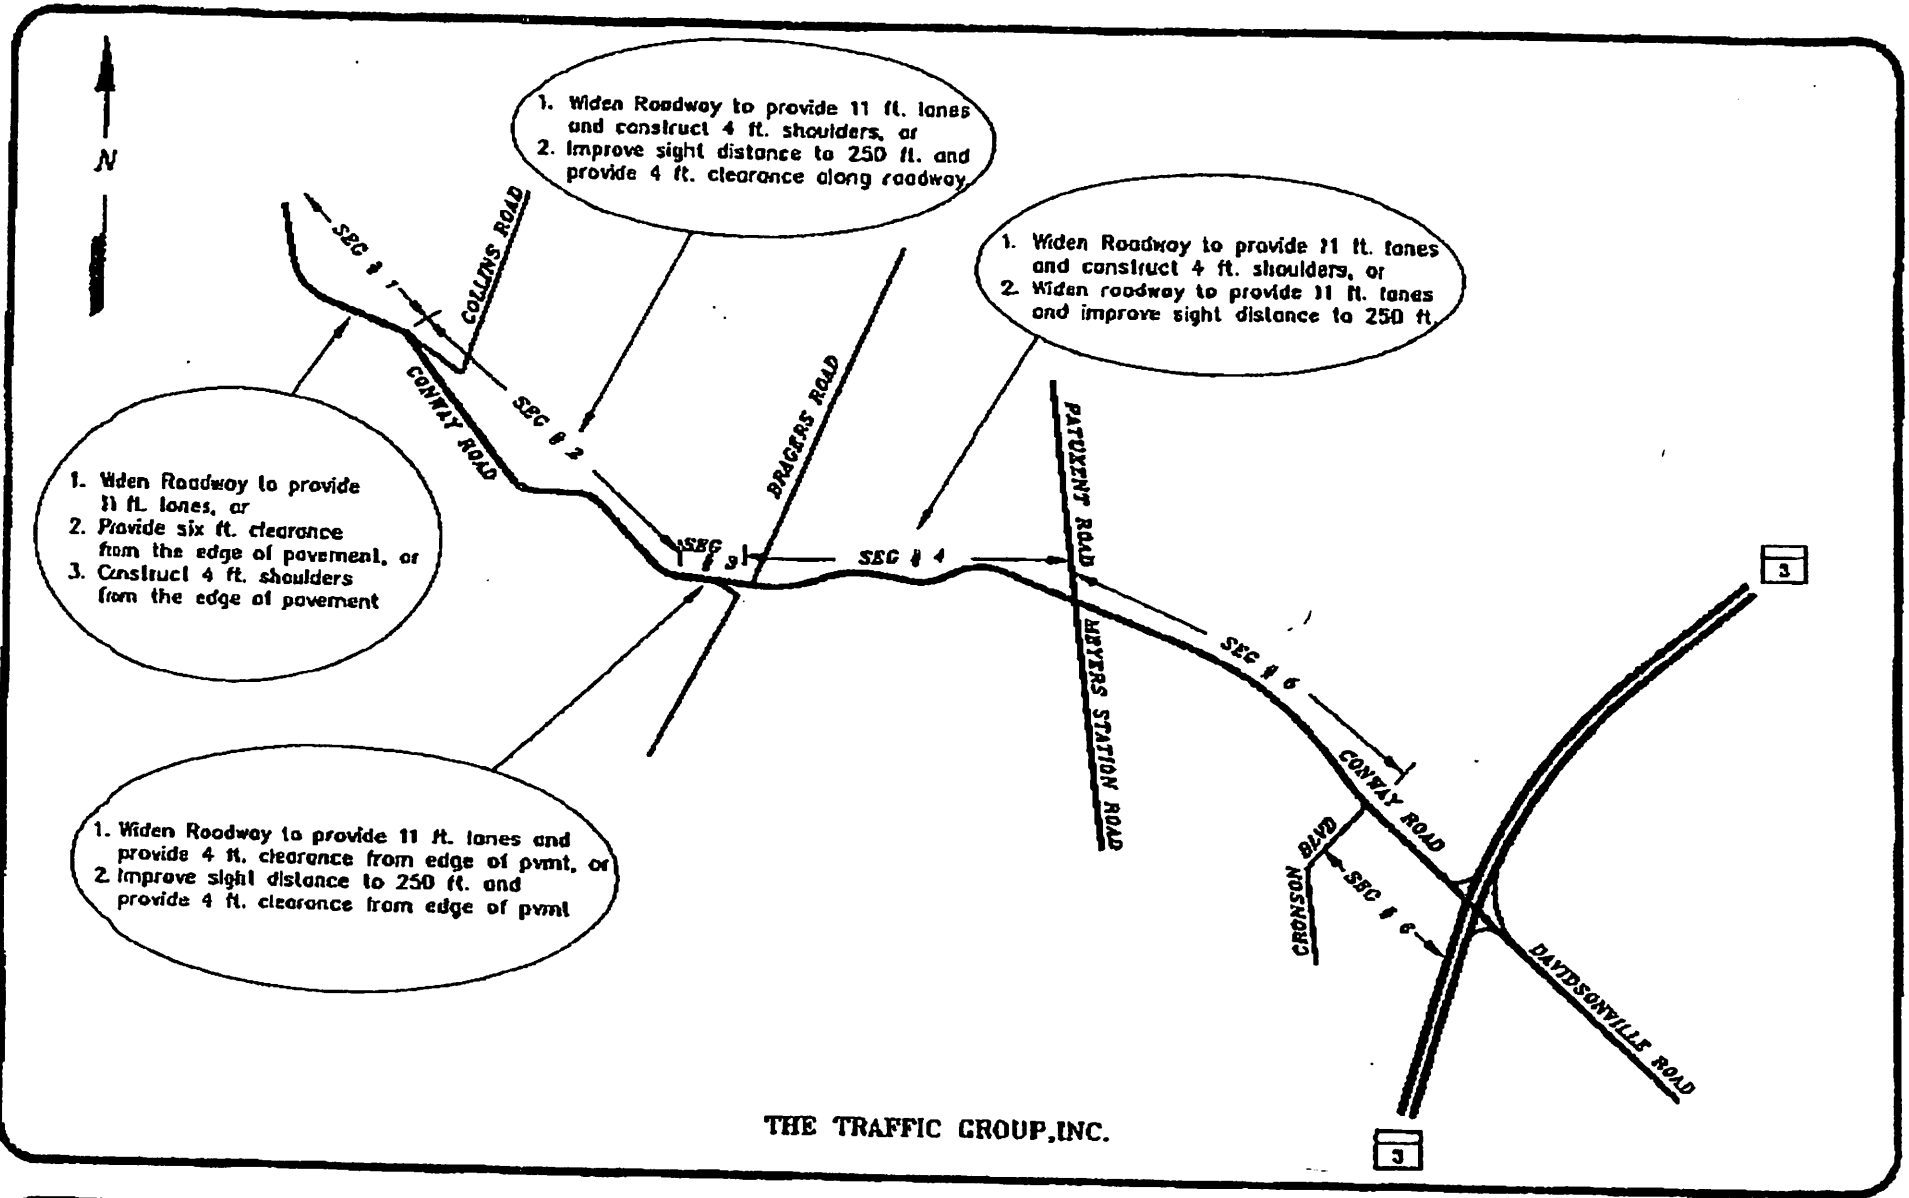 N
1. Widen Roadway to provide 11 ft. lanes
and construct 4 ft. shoulders, or
2. Improve sight distance to 250 ft. and
provide 4 ft. clearance along roadway
1. Widen Roadway to provide 11 ft. lanes
and construct 4 ft. shoulders, or
2. Widen roadway to provide 11 ft. lanes
and improve sight distance to 250 ft.
SEG # 1
COLLINS ROAD
CONWAY ROAD
SEG # 2
BRAGERS ROAD
PATUXENT ROAD
1. Widen Roadway to provide
11 ft. lanes, or
2. Provide six ft. clearance
from the edge of pavement, or
3. Construct 4 ft. shoulders
from the edge of pavement
SEG
# 3
SEG # 4
3
MEYERS STATION ROAD
SEG # 5
CONWAY ROAD
CRONSON BLVD
SEG # 6
1. Widen Roadway to provide 11 ft. lanes and
provide 4 ft. clearance from edge of pvmt, or
2. Improve sight distance to 250 ft. and
provide 4 ft. clearance from edge of pvmt
DAVIDSONVILLE ROAD
THE TRAFFIC GROUP,INC.
3